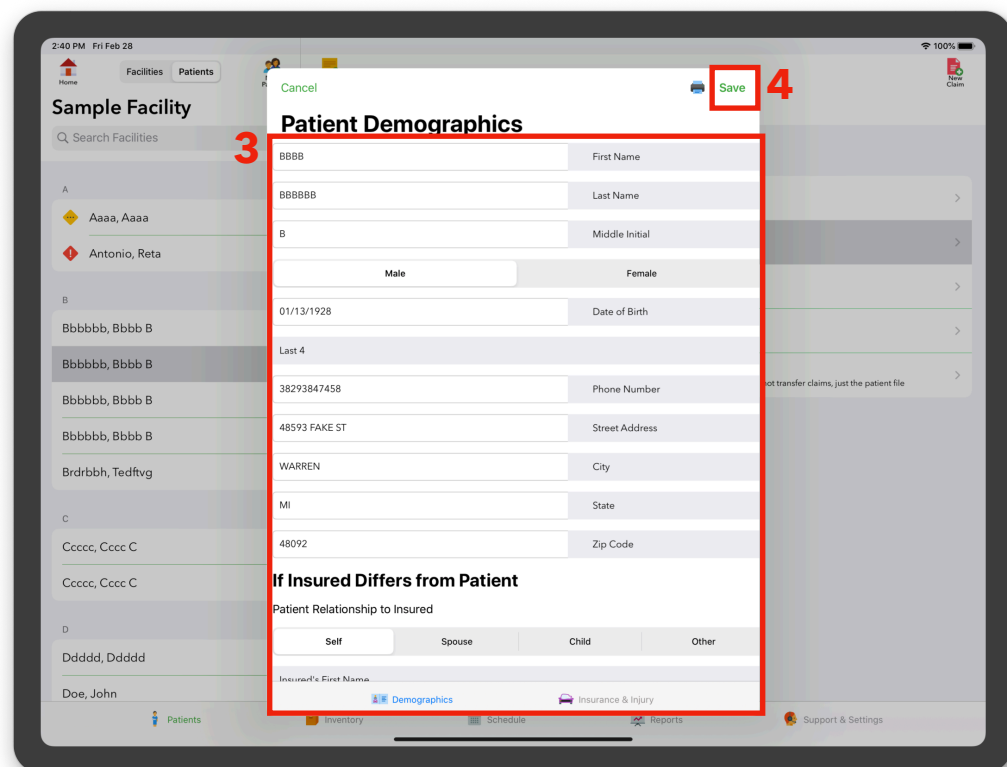 2:40 PM Fri Feb 28
100%
Home
Facilities
Patients
New
Claim
Sample Facility
Search Facilities
A
Aaaa, Aaaa
Antonio, Reta
B
Bbbbbb, Bbbb B
Bbbbbb, Bbbb B
Bbbbbb, Bbbb B
Bbbbbb, Bbbb B
Brdrbbh, Tedftvg
C
Ccccc, Cccc C
Ccccc, Cccc C
D
Ddddd, Ddddd
Doe, John
Cancel
Save
4
Patient Demographics
3
BBBB First Name
BBBBBB Last Name
B Middle Initial
Male Female
01/13/1928 Date of Birth
Last 4
38293847458 Phone Number
48593 FAKE ST Street Address
WARREN City
MI State
48092 Zip Code
If Insured Differs from Patient
Patient Relationship to Insured
Self Spouse Child Other
Insured's First Name
Demographics Insurance & Injury
not transfer claims, just the patient file
Patients Inventory Schedule Reports Support & Settings